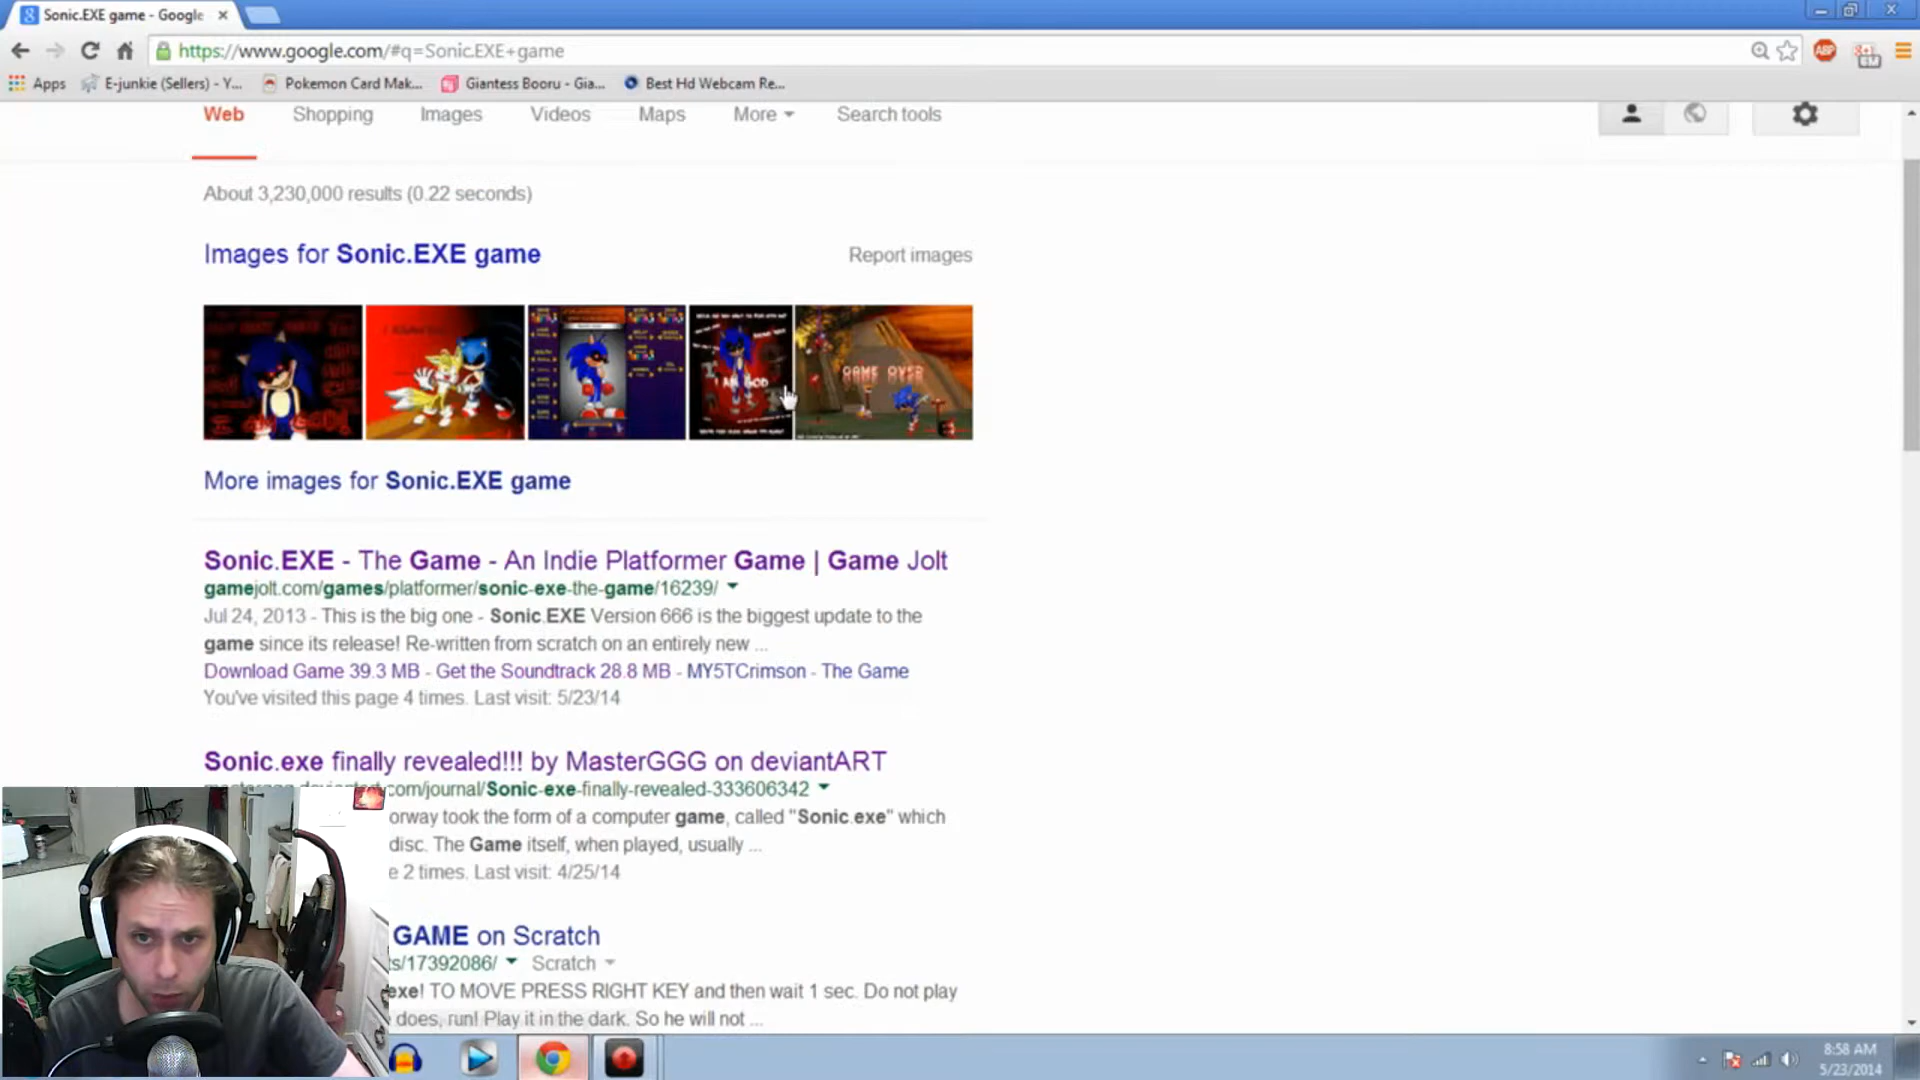 Sonic.EXE game - Google
https://www.google.com/#q=Sonic.EXE+game
ABP
Apps
E-junkie (Sellers) - Y...
Pokemon Card Mak...
Giantess Booru - Gia...
Best Hd Webcam Re...
Web
Shopping
Images
Videos
Maps
More
Search tools
About 3,230,000 results (0.22 seconds)
Images for Sonic.EXE game
Report images
I AM GOD
GAME OVER
More images for Sonic.EXE game
Sonic.EXE - The Game - An Indie Platformer Game | Game Jolt
gamejolt.com/games/platformer/sonic-exe-the-game/16239/
Jul 24, 2013 - This is the big one - Sonic.EXE Version 666 is the biggest update to the
game since its release! Re-written from scratch on an entirely new ...
Download Game 39.3 MB - Get the Soundtrack 28.8 MB - MY5TCrimson - The Game
You've visited this page 4 times. Last visit: 5/23/14
Sonic.exe finally revealed!!! by MasterGGG on deviantART
com/journal/Sonic-exe-finally-revealed-333606342
orway took the form of a computer game, called "Sonic.exe" which
disc. The Game itself, when played, usually ...
e 2 times. Last visit: 4/25/14
GAME on Scratch
s/17392086/
Scratch
exe! TO MOVE PRESS RIGHT KEY and then wait 1 sec. Do not play
does, run! Play it in the dark. So he will not ...
8:58 AM
5/23/2014